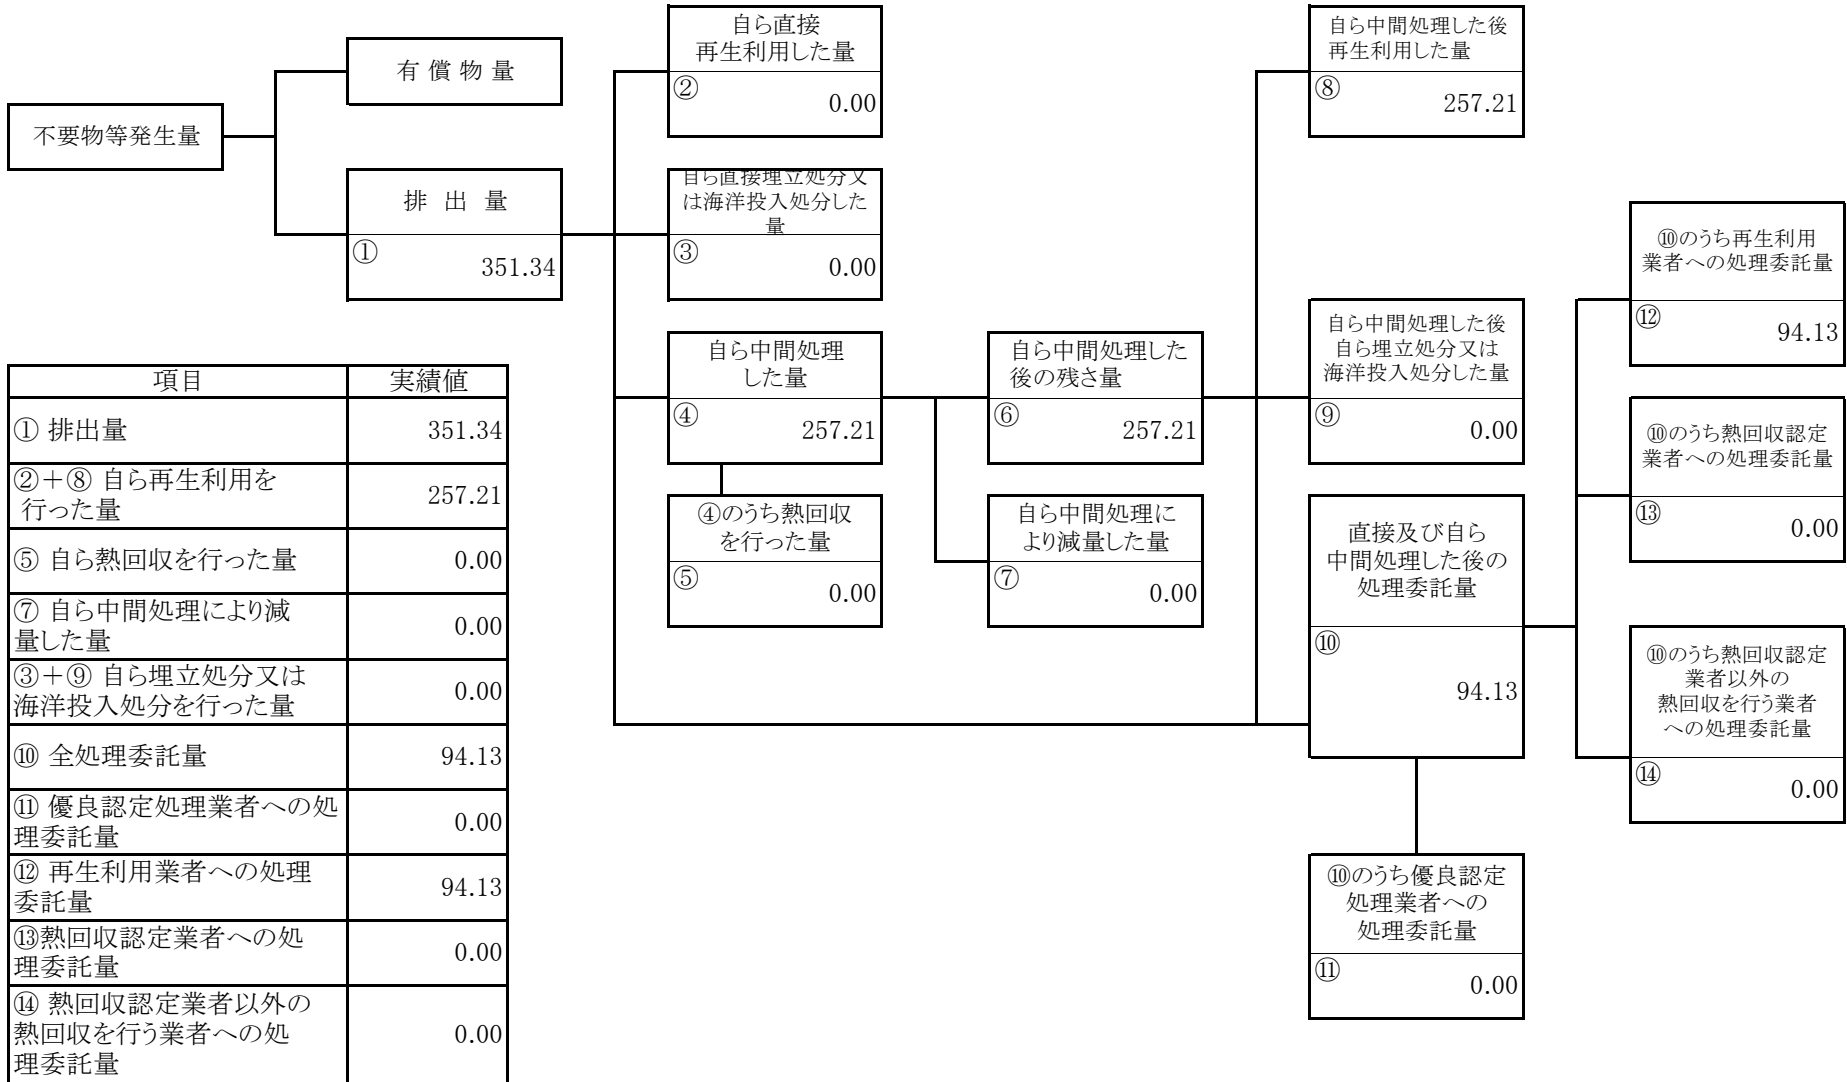 不要物等発生量
有償物量
排出量
①
351.34
自ら直接
再生利用した量
②
0.00
自ら直接埋立処分又
は海洋投入処分した
量
③
0.00
自ら中間処理
した量
④
257.21
④のうち熱回収
を行った量
⑤
0.00
自ら中間処理した
後の残さ量
⑥
257.21
自ら中間処理に
より減量した量
⑦
0.00
自ら中間処理した後
再生利用した量
⑧
257.21
自ら中間処理した後
自ら埋立処分又は
海洋投入処分した量
⑨
0.00
直接及び自ら
中間処理した後の
処理委託量
⑩
94.13
⑩のうち優良認定
処理業者への
処理委託量
⑪
0.00
⑩のうち再生利用
業者への処理委託量
⑫
94.13
⑩のうち熱回収認定
業者への処理委託量
⑬
0.00
⑩のうち熱回収認定
業者以外の
熱回収を行う業者
への処理委託量
⑭
0.00
項目 実績値
① 排出量 351.34
②+⑧ 自ら再生利用を
行った量 257.21
⑤ 自ら熱回収を行った量 0.00
⑦ 自ら中間処理により減
量した量 0.00
③+⑨ 自ら埋立処分又は
海洋投入処分を行った量 0.00
⑩ 全処理委託量 94.13
⑪ 優良認定処理業者への処
理委託量 0.00
⑫ 再生利用業者への処理
委託量 94.13
⑬熱回収認定業者への処
理委託量 0.00
⑭ 熱回収認定業者以外の
熱回収を行う業者への処
理委託量 0.00